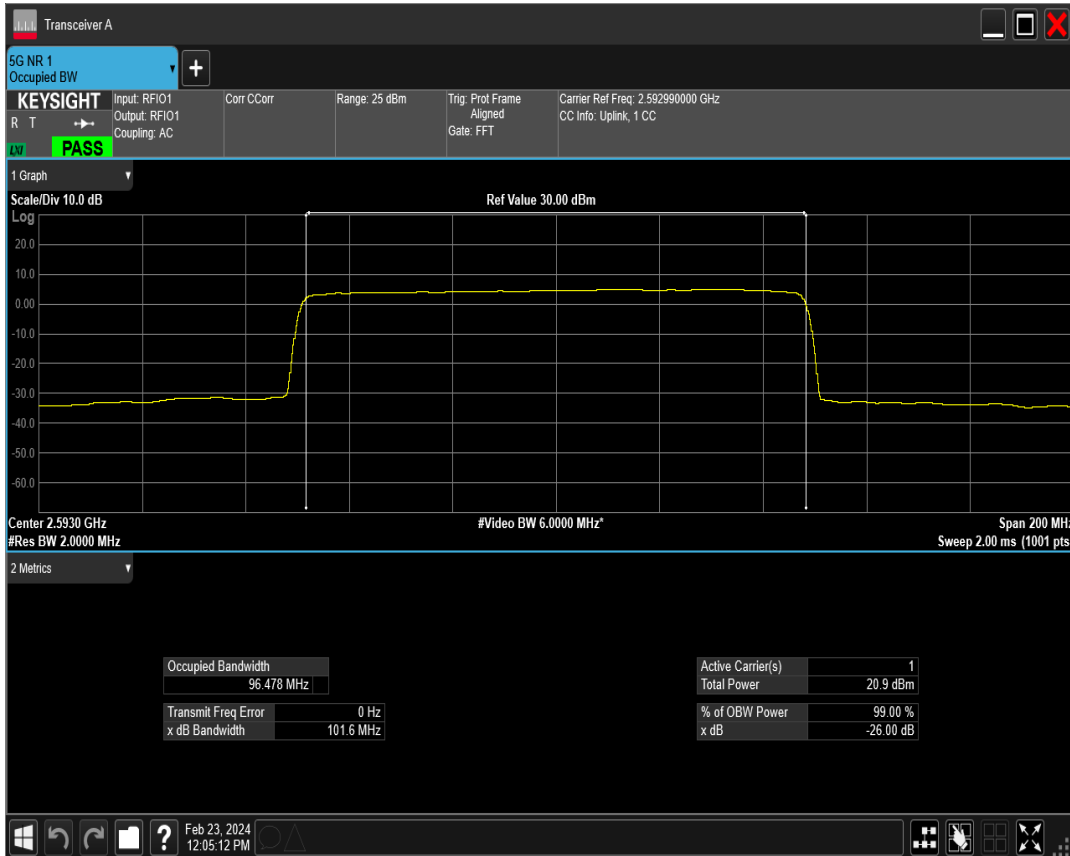 Transceiver A
5G NR 1
Occupied BW
+
KEYSIGHT
R T
LXI
PASS
Input: RFIO1
Output: RFIO1
Coupling: AC
Corr CCorr
Range: 25 dBm
Trig: Prot Frame
Aligned
Gate: FFT
Carrier Ref Freq: 2.592990000 GHz
CC Info: Uplink, 1 CC
1 Graph
Scale/Div 10.0 dB
Ref Value 30.00 dBm
Log
20.0
10.0
0.00
-10.0
-20.0
-30.0
-40.0
-50.0
-60.0
Center 2.5930 GHz
#Video BW 6.0000 MHz*
Span 200 MHz
#Res BW 2.0000 MHz
Sweep 2.00 ms (1001 pts
2 Metrics
Occupied Bandwidth
96.478 MHz
Transmit Freq Error 0 Hz
x dB Bandwidth 101.6 MHz
Active Carrier(s) 1
Total Power 20.9 dBm
% of OBW Power 99.00 %
x dB -26.00 dB
?
Feb 23, 2024
12:05:12 PM